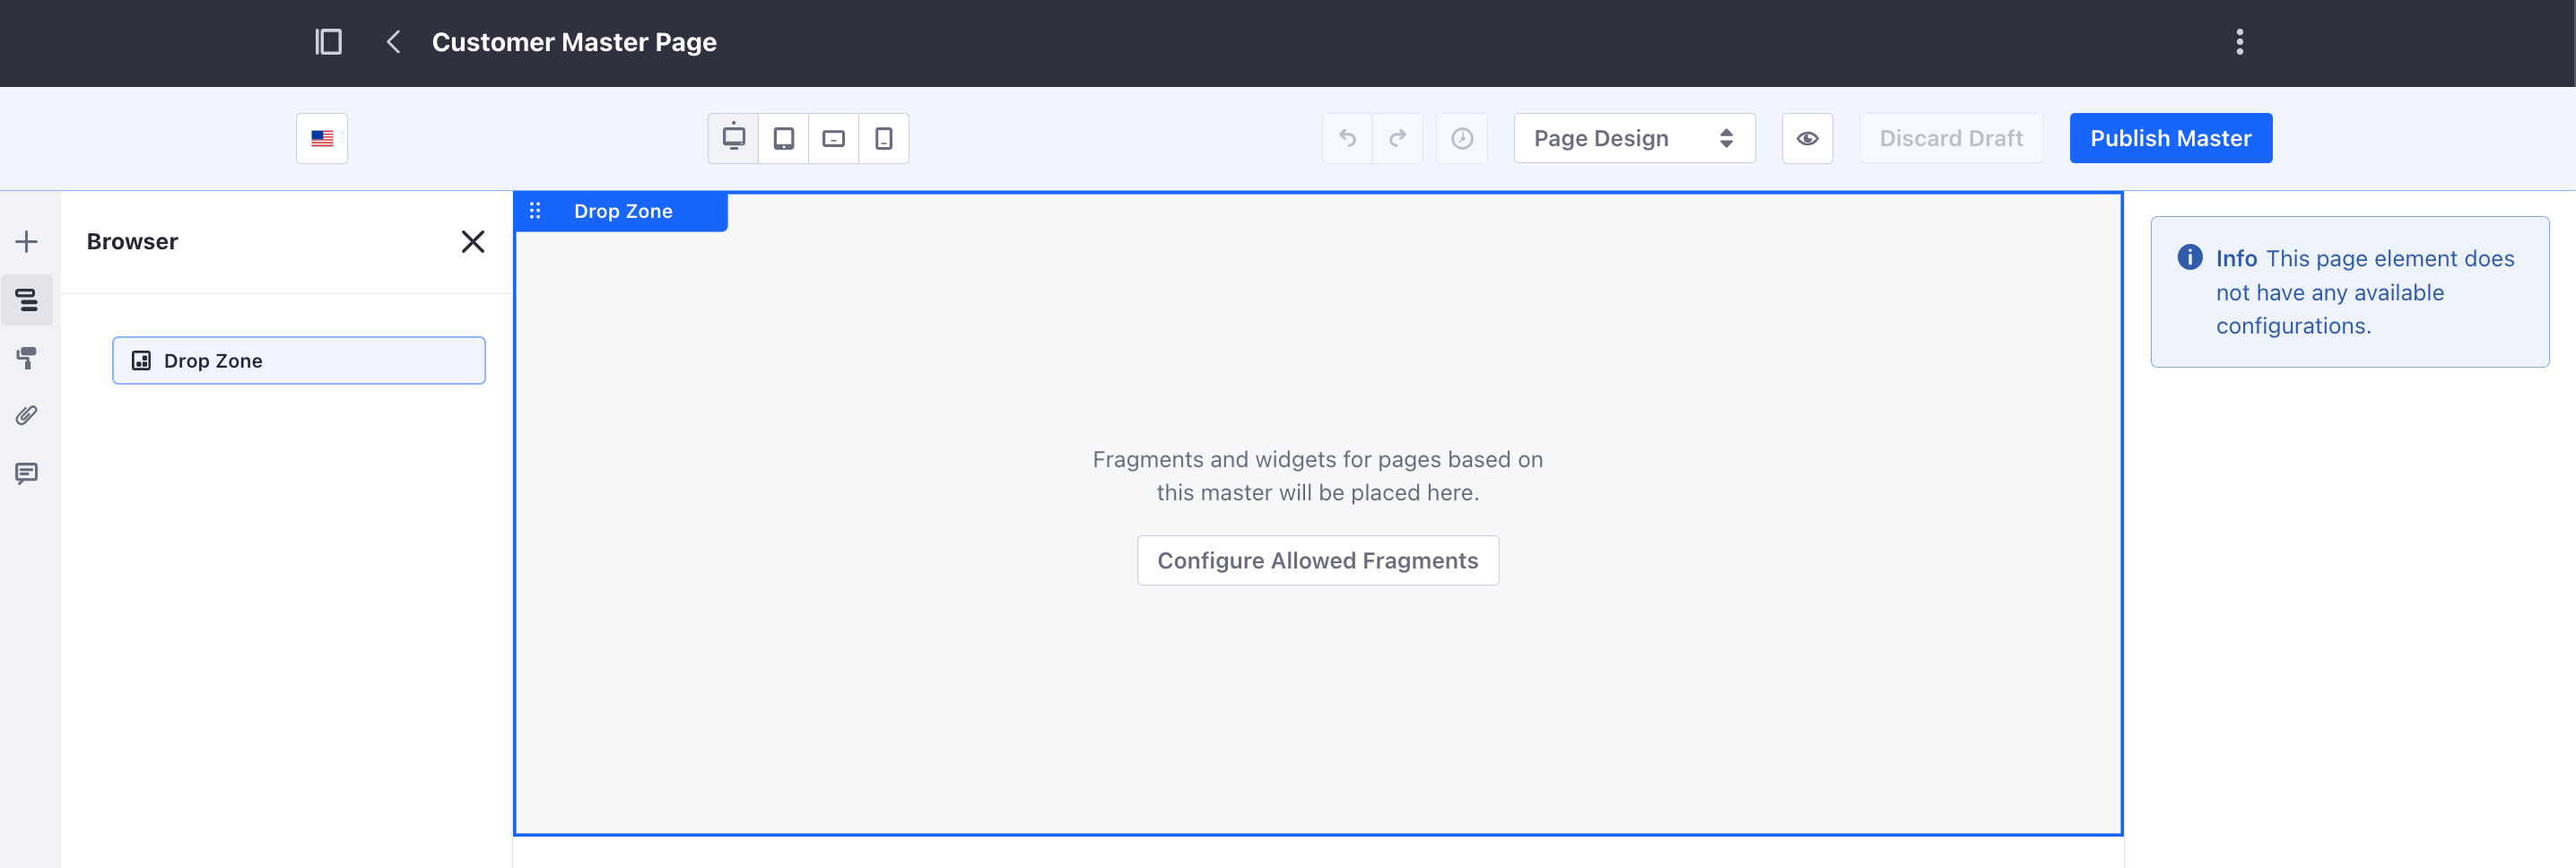 Customer Master Page
Page Design
Discard Draft
Publish Master
Browser
Drop Zone
Drop Zone
Fragments and widgets for pages based on
this master will be placed here.
Configure Allowed Fragments
Info This page element does
not have any available
configurations.